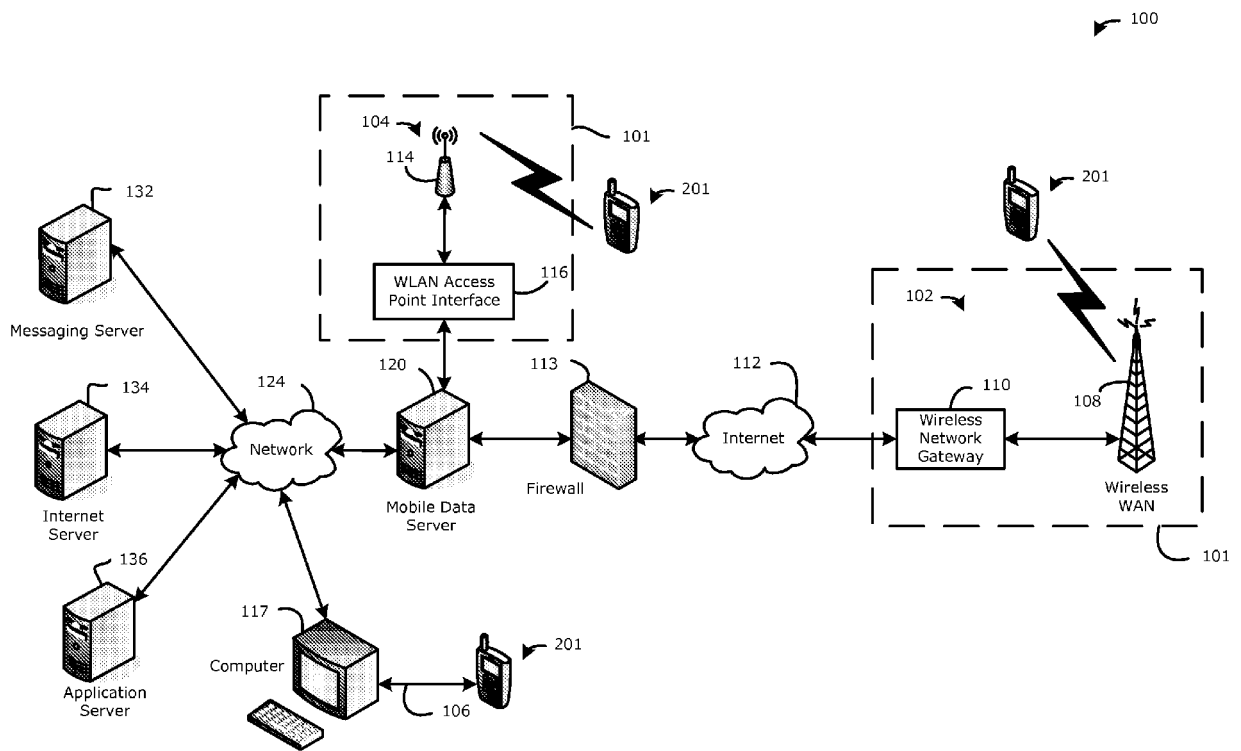 100
104
101
114
201
201
132
WLAN Access
Point Interface
116
102
Messaging Server
120
113
112
110
108
134
124
Network
Internet
Wireless
Network
Gateway
Firewall
Mobile Data
Server
Wireless
WAN
Internet
Server
101
136
117
201
Computer
Application
Server
106